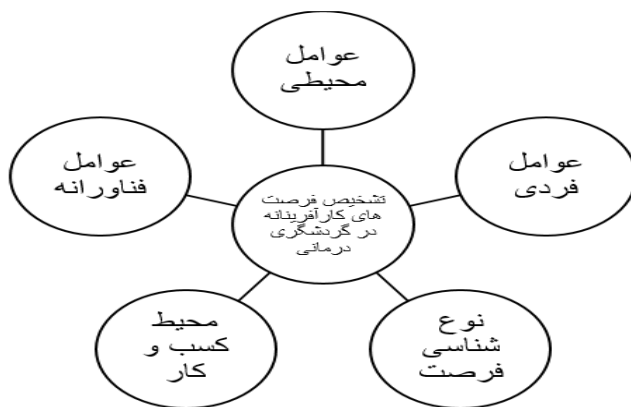 عوامل
محیطی
عوامل
فردی
نوع
شناسی
فرصت
محیط
کسب و
کار
عوامل
فناورانه
تشخیص فرصت
های کارآفرینانه
در گردشگری
درمانی